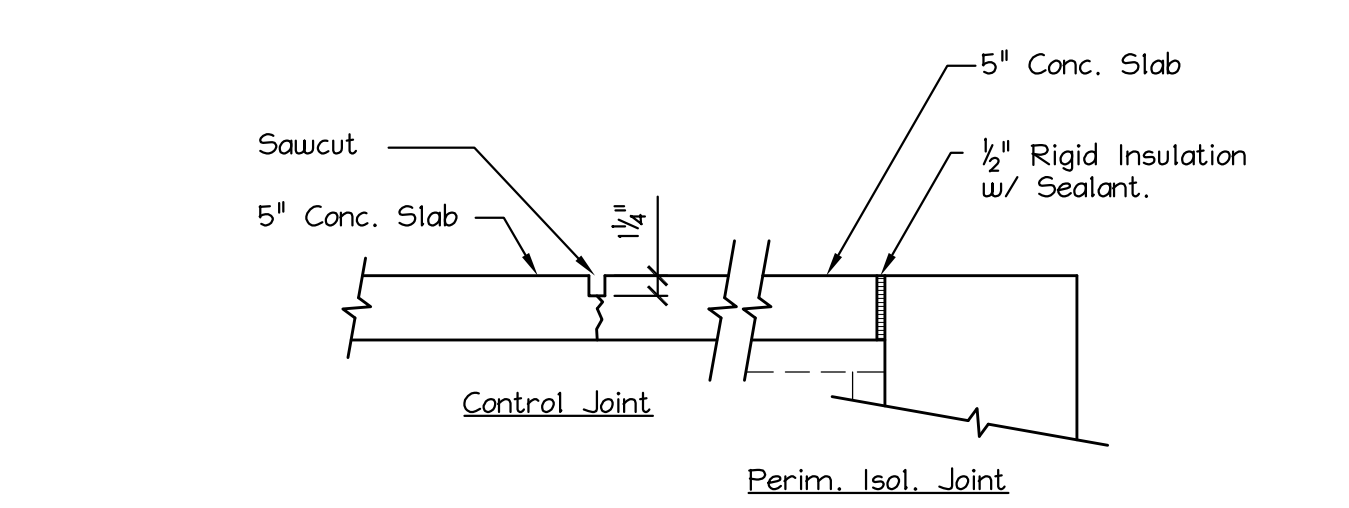 5" Conc. Slab
Sawcut
½" Rigid Insulation
w/ Sealant.
5" Conc. Slab
1¼"
Control Joint
Perim. Isol. Joint